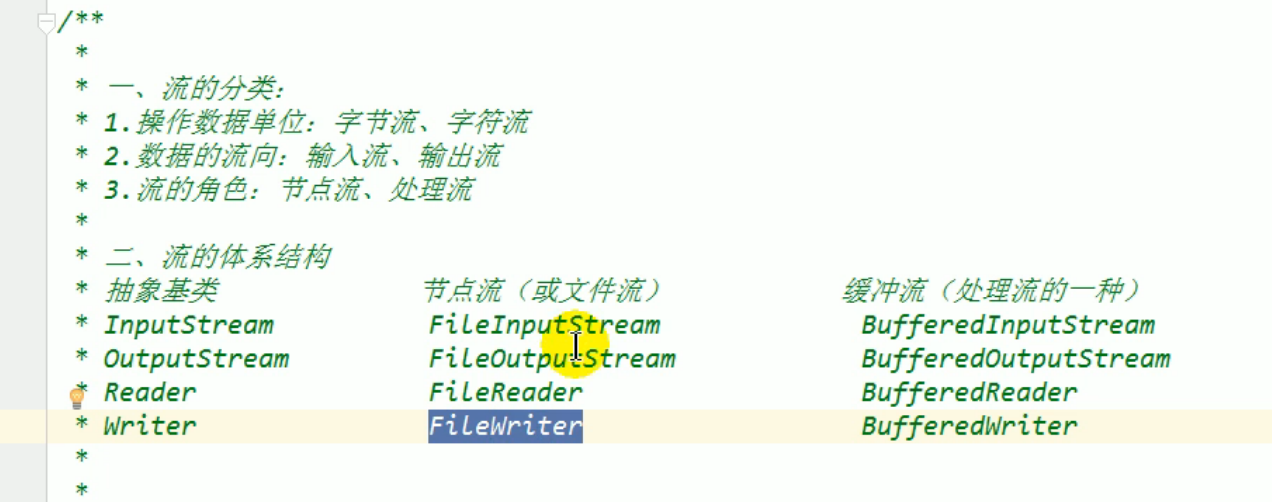 /**
*
* 一、流的分类：
* 1.操作数据单位：字节流、字符流
* 2.数据的流向：输入流、输出流
* 3.流的角色：节点流、处理流
*
* 二、流的体系结构
* 抽象基类 节点流（或文件流） 缓冲流（处理流的一种）
* InputStream FileInputStream BufferedInputStream
* OutputStream FileOutputStream BufferedOutputStream
* Reader FileReader BufferedReader
* Writer FileWriter BufferedWriter
*
*